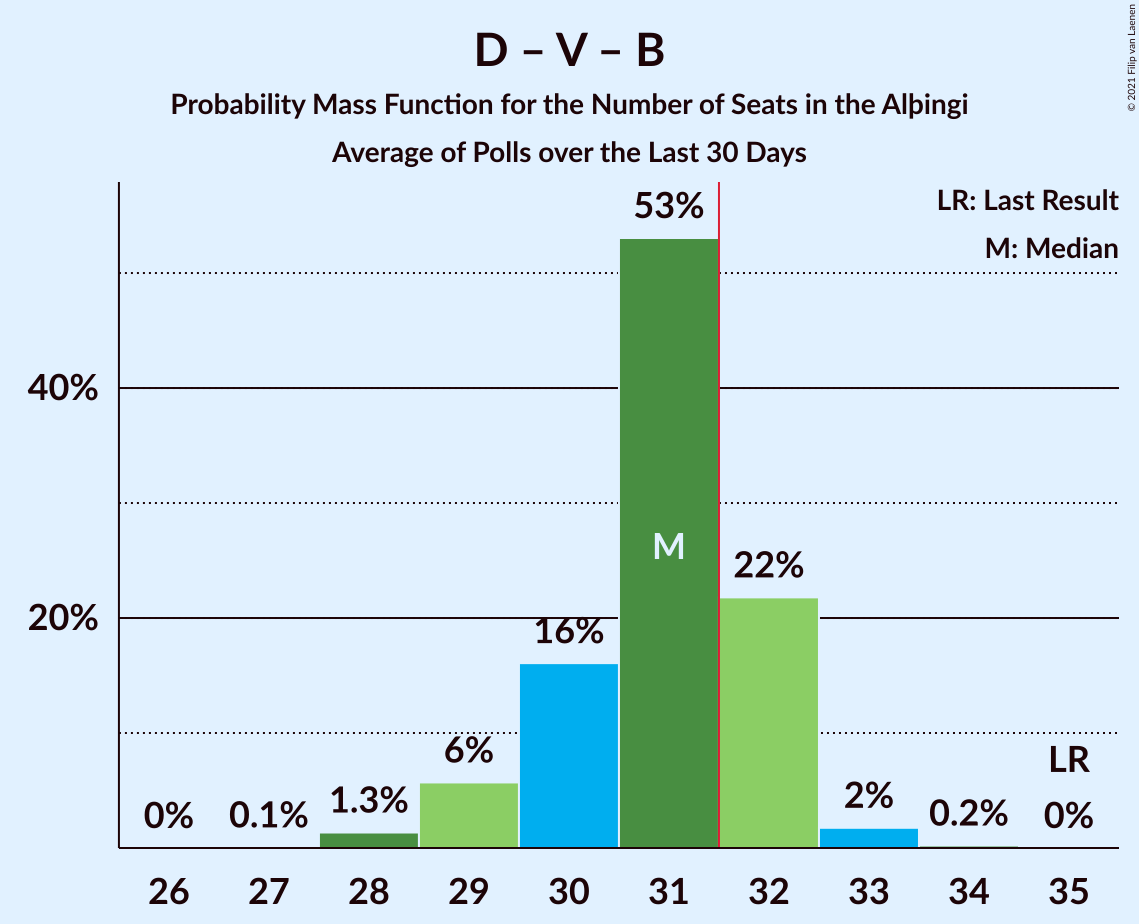 D – V – B
Probability Mass Function for the Number of Seats in the Alþingi
Average of Polls over the Last 30 Days
© 2021 Filip van Laenen
LR: Last Result
M: Median
40%
20%
0%
0.1%
1.3%
6%
16%
53%
M
22%
2%
0.2%
LR
0%
26 27 28 29 30 31 32 33 34 35